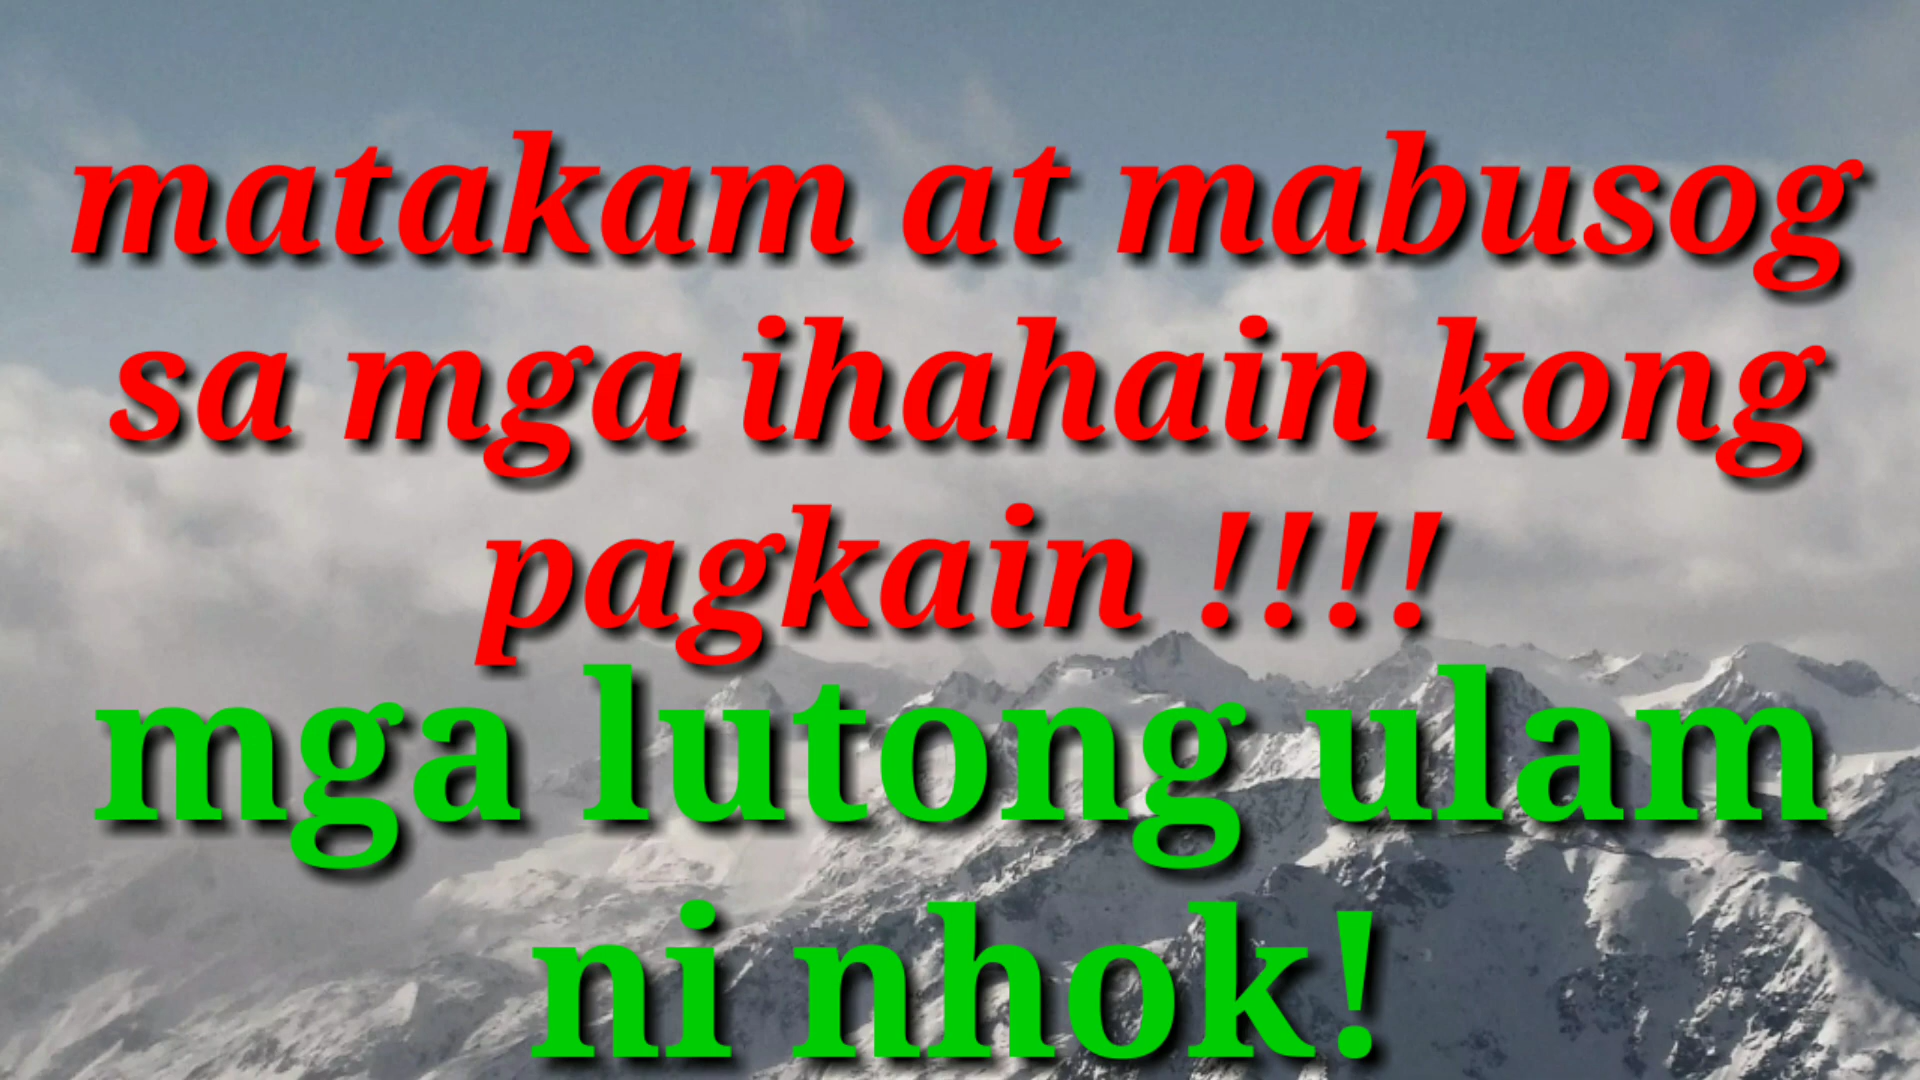 matakam at mabusog
sa mga ihahain kong
pagkain !!!!
mga lutong ulam
ni nhok!